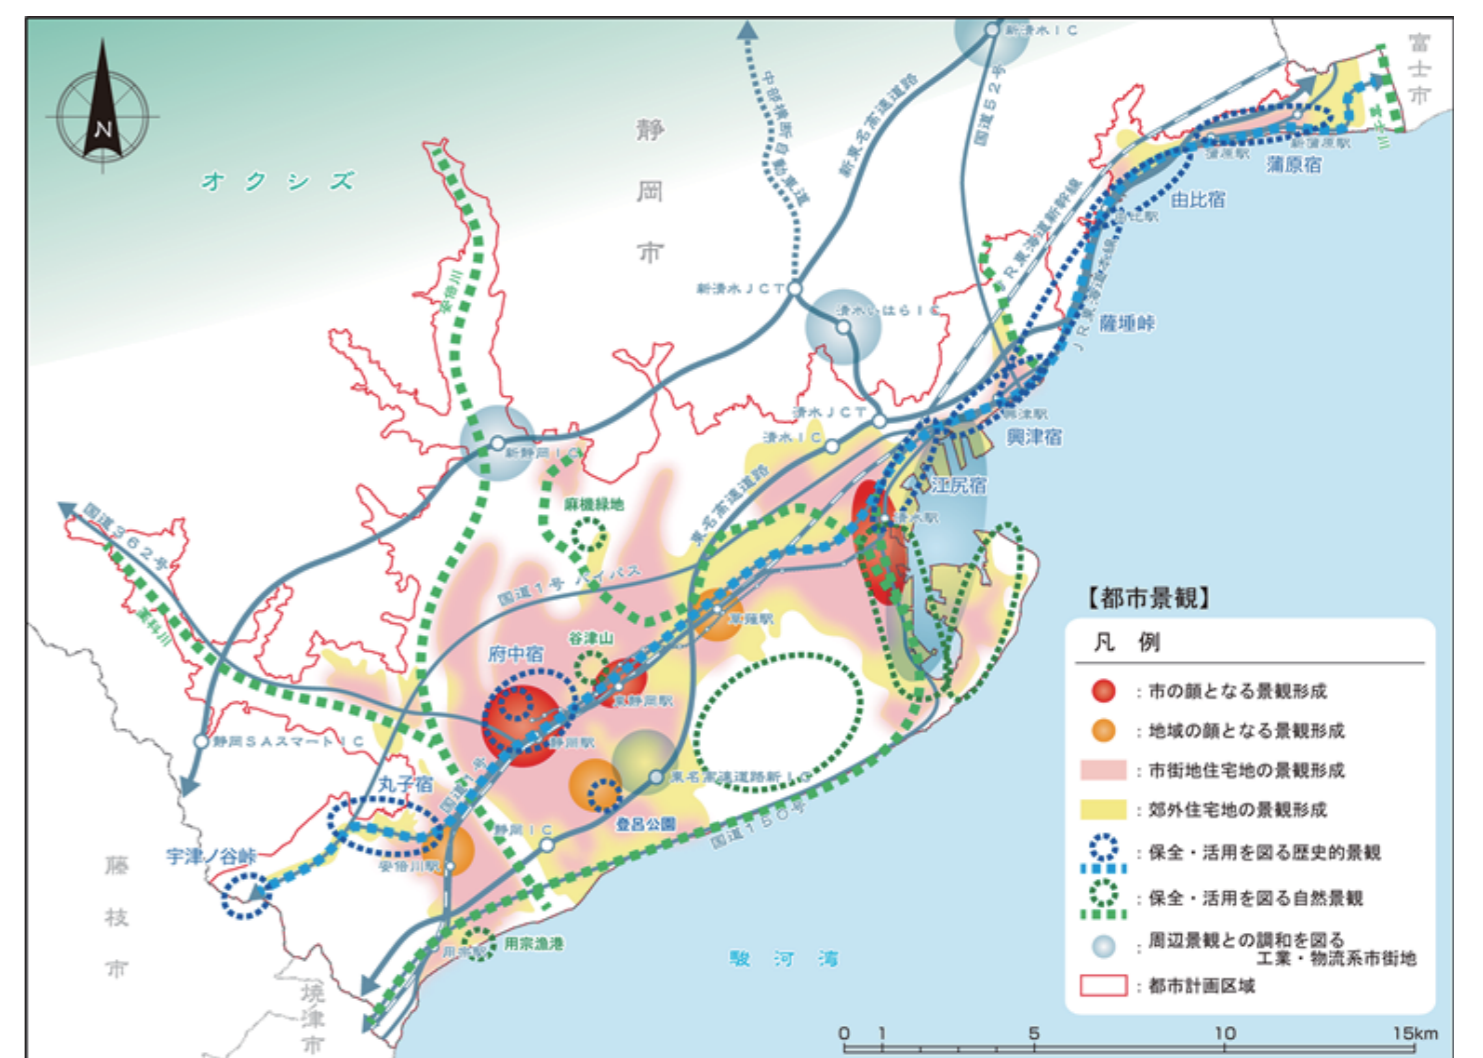 新清水IC
富士市
中部横断自動車道
新東名高速道路
国道52号
富士川
N
静岡市
オクシズ
新蒲原駅
蒲原駅
蒲原宿
由比宿
由比駅
JR東海道新幹線
安倍川
JR東海道本線
新清水JCT
清水いはらIC
薩埵峠
清水JCT
興津駅
清水IC
興津宿
新静岡IC
東名高速道路
江尻宿
麻機緑地
国道362号
清水駅
国道1号 バイパス
藁科川
草薙駅
谷津山
府中宿
東静岡駅
静岡駅
静岡SAスマートIC
国道1号
東名高速道路新IC
丸子宿
登呂公園
静岡IC
国道150号
宇津ノ谷峠
安倍川駅
藤枝市
用宗駅
用宗漁港
駿河湾
焼津市
【都市景観】
凡 例
：市の顔となる景観形成
：地域の顔となる景観形成
：市街地住宅地の景観形成
：郊外住宅地の景観形成
：保全・活用を図る歴史的景観
：保全・活用を図る自然景観
：周辺景観との調和を図る
工業・物流系市街地
：都市計画区域
0 1 5 10 15km